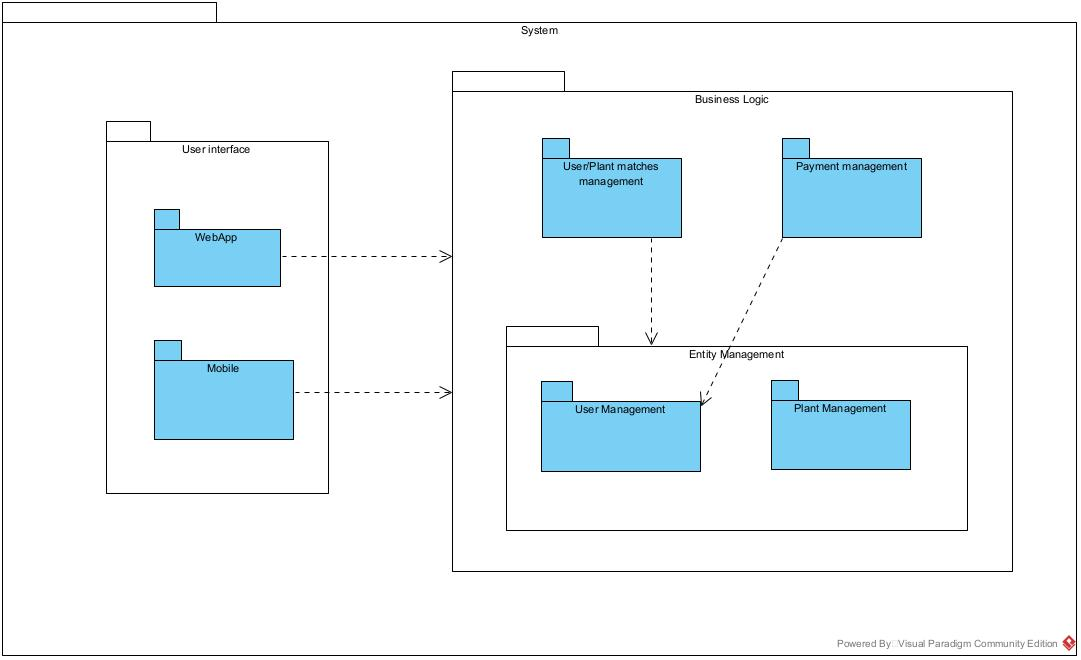 System
Business Logic
User interface
User/Plant matches
management
Payment management
WebApp
Entity Management
Mobile
User Management
Plant Management
Powered By Visual Paradigm Community Edition